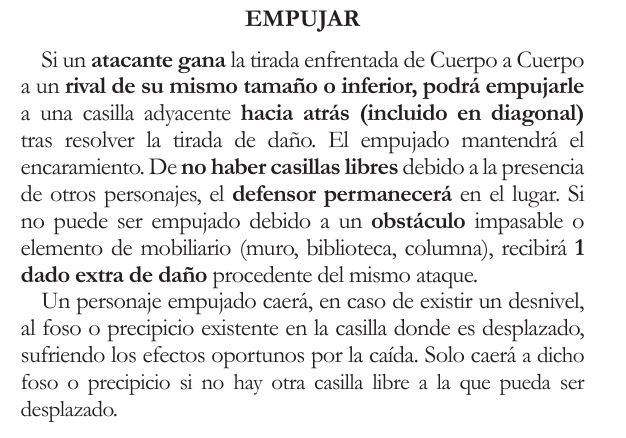 EMPUJAR
Si un atacante gana la tirada enfrentada de Cuerpo a Cuerpo
a un rival de su mismo tamaño o inferior, podrá empujarle
a una casilla adyacente hacia atrás (incluido en diagonal)
tras resolver la tirada de daño. El empujado mantendrá el
encaramiento. De no haber casillas libres debido a la presencia
de otros personajes, el defensor permanecerá en el lugar. Si
no puede ser empujado debido a un obstáculo impasable o
elemento de mobiliario (muro, biblioteca, columna), recibirá 1
dado extra de daño procedente del mismo ataque.
Un personaje empujado caerá, en caso de existir un desnivel,
al foso o precipicio existente en la casilla donde es desplazado,
sufriendo los efectos oportunos por la caída. Solo caerá a dicho
foso o precipicio si no hay otra casilla libre a la que pueda ser
desplazado.